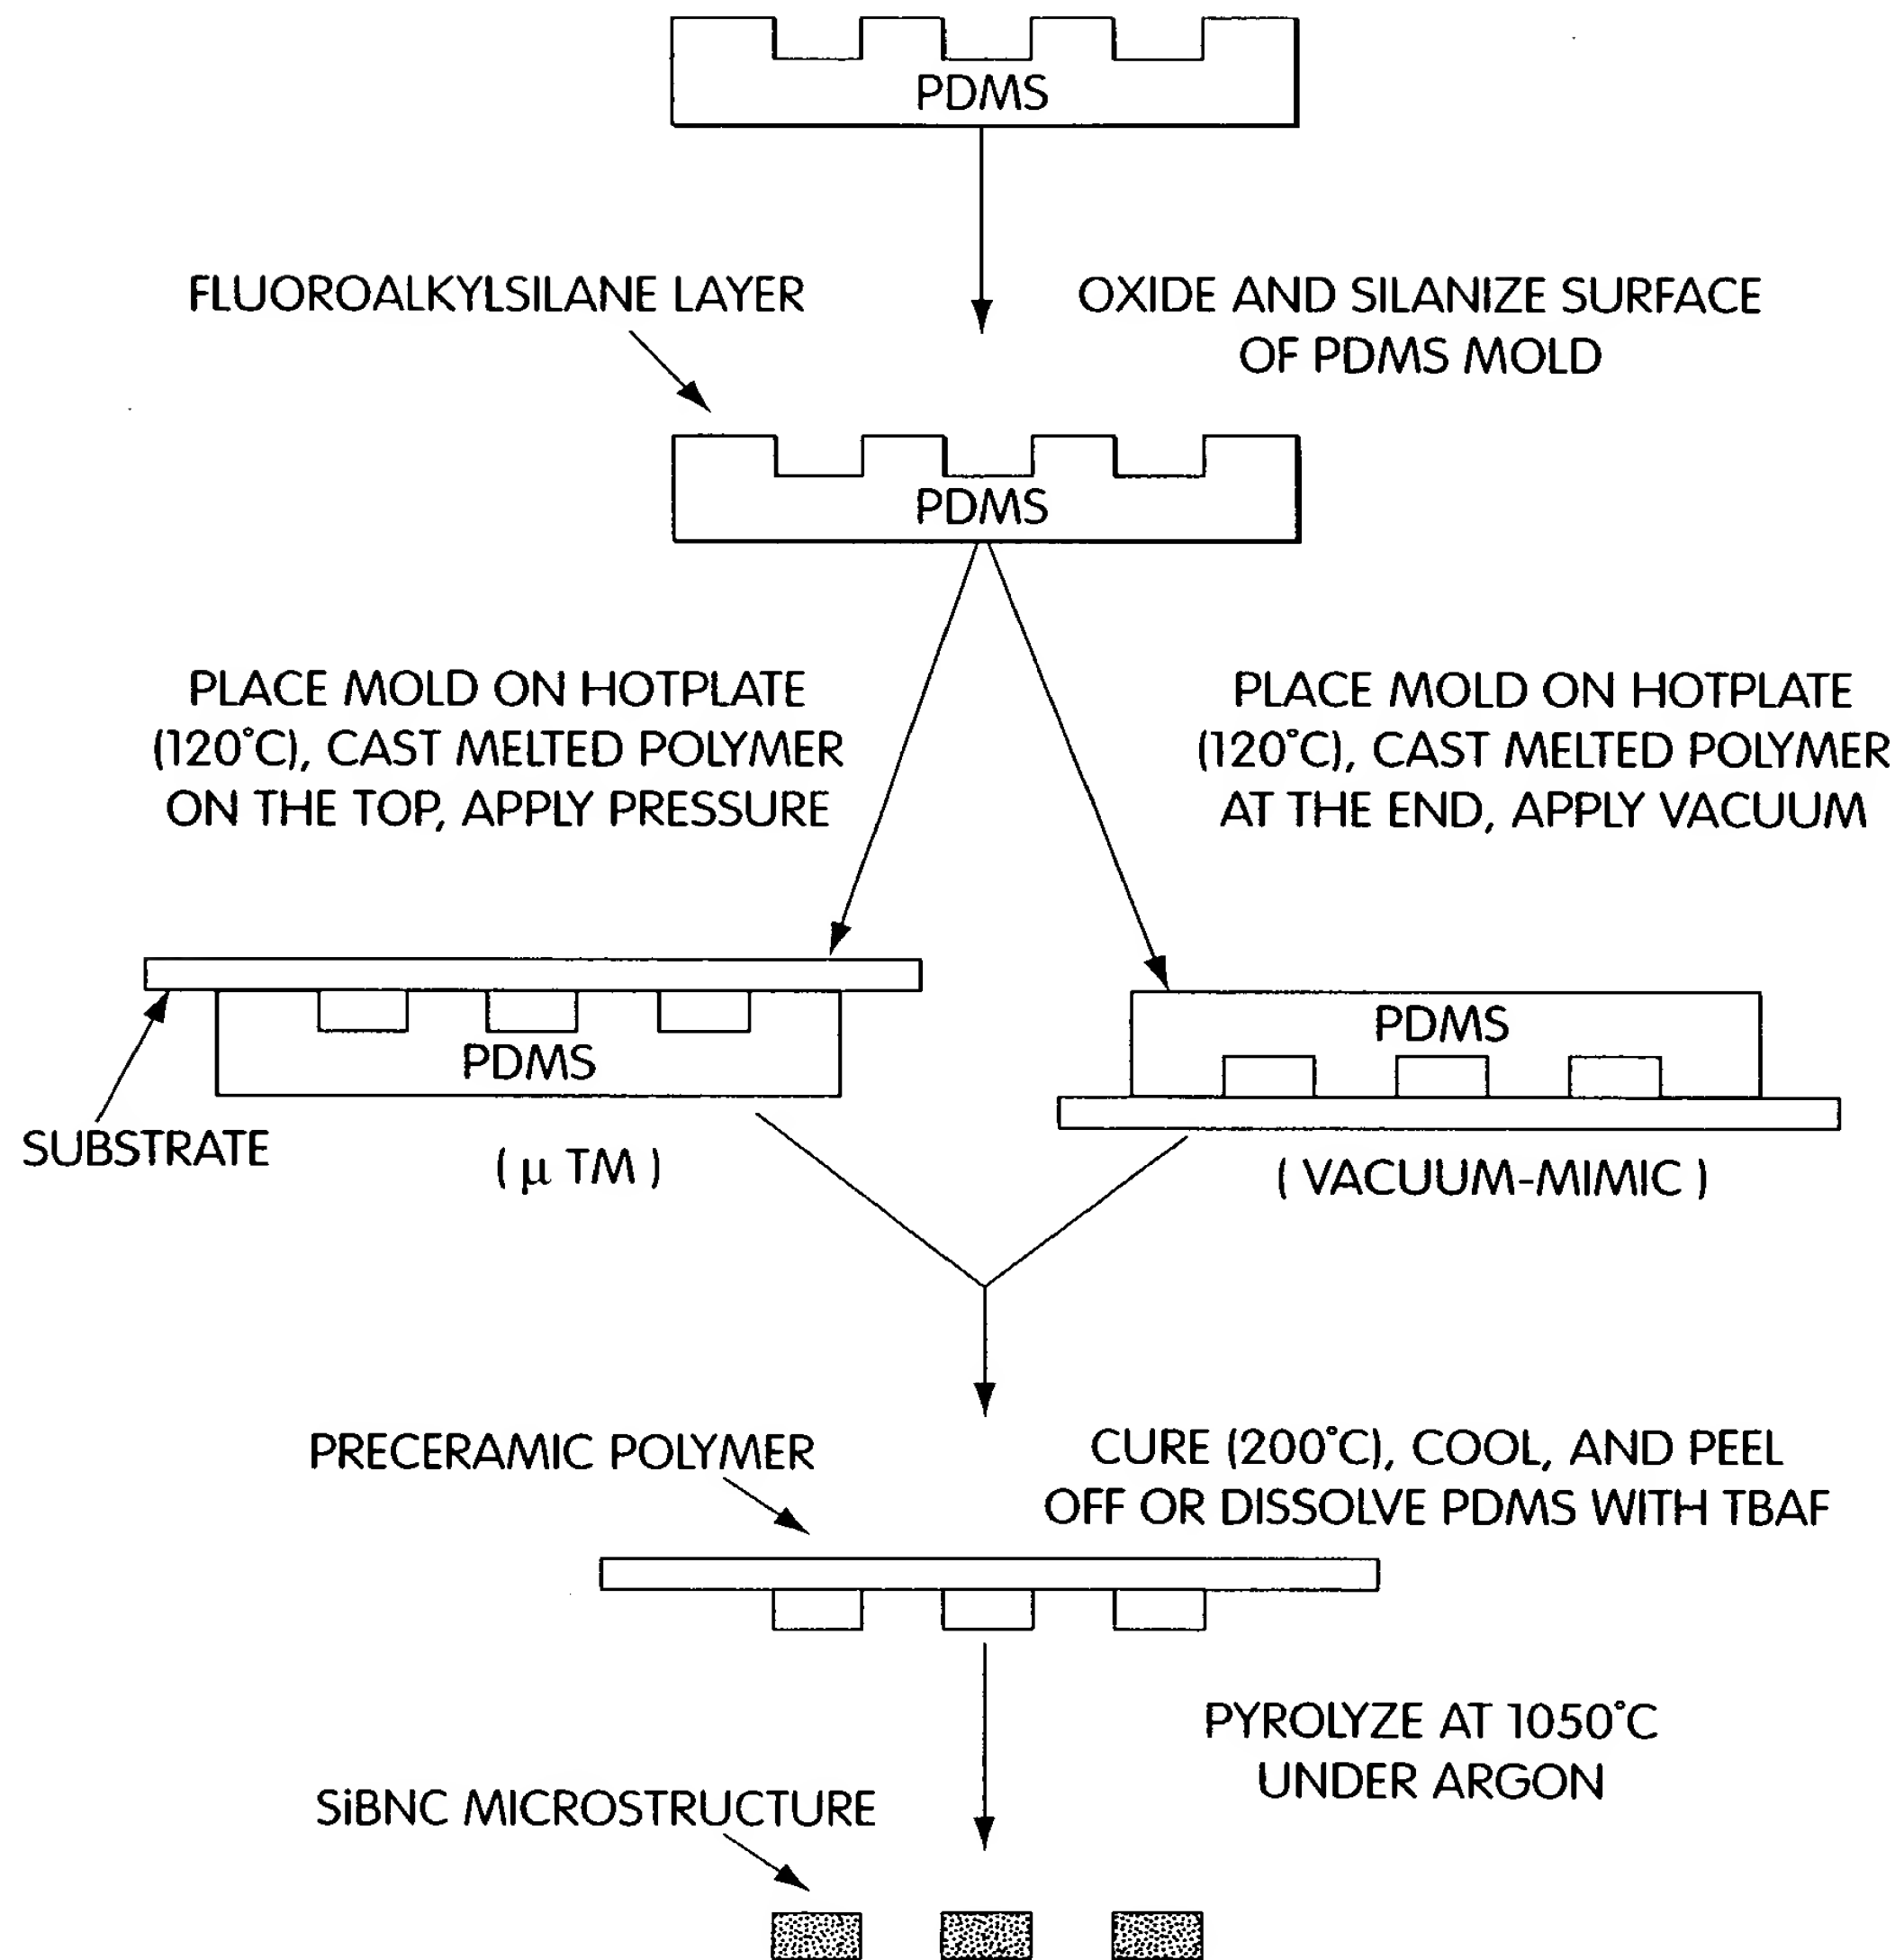 PDMS
FLUOROALKYLSILANE LAYER
OXIDE AND SILANIZE SURFACE
OF PDMS MOLD
PDMS
PLACE MOLD ON HOTPLATE
(120°C), CAST MELTED POLYMER
ON THE TOP, APPLY PRESSURE
PLACE MOLD ON HOTPLATE
(120°C), CAST MELTED POLYMER
AT THE END, APPLY VACUUM
PDMS
SUBSTRATE
( μ TM )
PDMS
( VACUUM-MIMIC )
PRECERAMIC POLYMER
CURE (200°C), COOL, AND PEEL
OFF OR DISSOLVE PDMS WITH TBAF
PYROLYZE AT 1050°C
UNDER ARGON
SiBNC MICROSTRUCTURE